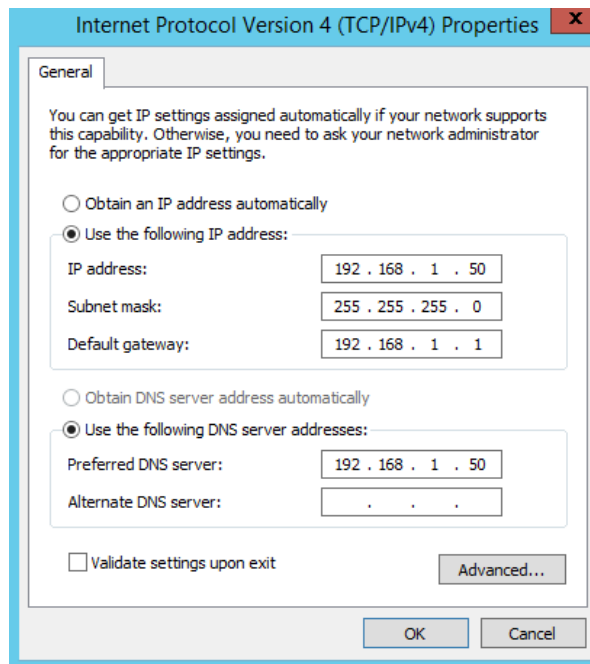 Internet Protocol Version 4 (TCP/IPv4) Properties
x
General
You can get IP settings assigned automatically if your network supports
this capability. Otherwise, you need to ask your network administrator
for the appropriate IP settings.
Obtain an IP address automatically
Use the following IP address:
IP address: 192 . 168 . 1 . 50
Subnet mask: 255 . 255 . 255 . 0
Default gateway: 192 . 168 . 1 . 1
Obtain DNS server address automatically
Use the following DNS server addresses:
Preferred DNS server: 192 . 168 . 1 . 50
Alternate DNS server: . . .
Validate settings upon exit
Advanced...
OK Cancel